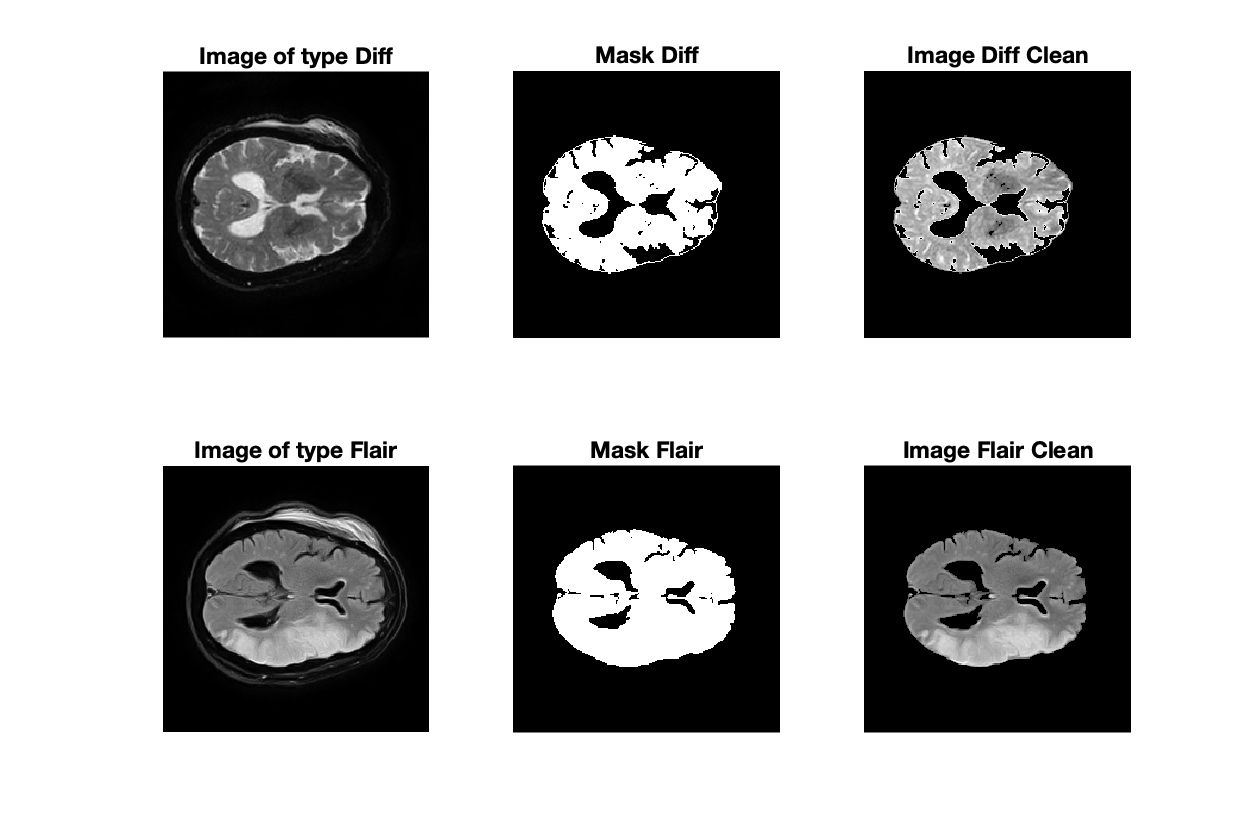 Image of type Diff
Mask Diff
Image Diff Clean
Image of type Flair
Mask Flair
Image Flair Clean